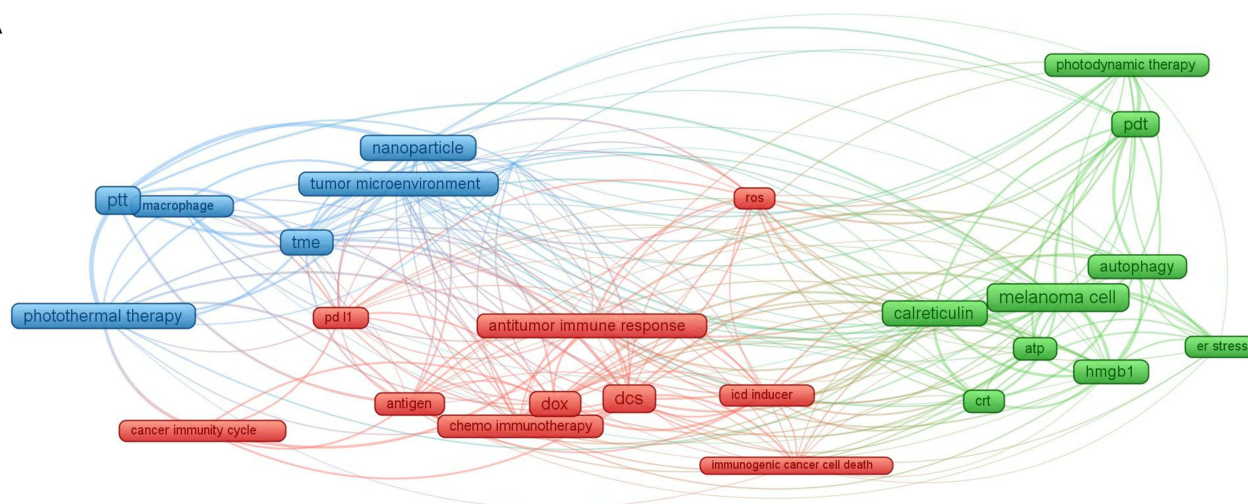 A
photodynamic therapy
pdt
nanoparticle
tumor microenvironment
ptt
macrophage
ros
tme
autophagy
melanoma cell
photothermal therapy
pd l1
antitumor immune response
calreticulin
atp
er stress
hmgb1
antigen
dox
dcs
icd inducer
crt
chemo immunotherapy
cancer immunity cycle
immunogenic cancer cell death